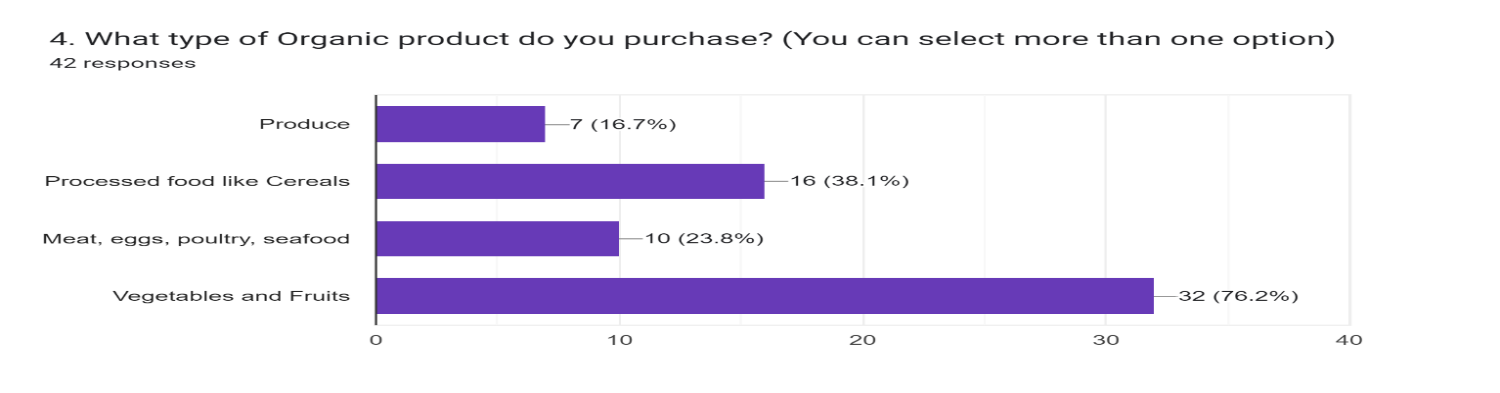 4. What type of Organic product do you purchase? (You can select more than one option)
42 responses
Produce 7 (16.7%)
Processed food like Cereals 16 (38.1%)
Meat, eggs, poultry, seafood 10 (23.8%)
Vegetables and Fruits 32 (76.2%)
0 10 20 30 40